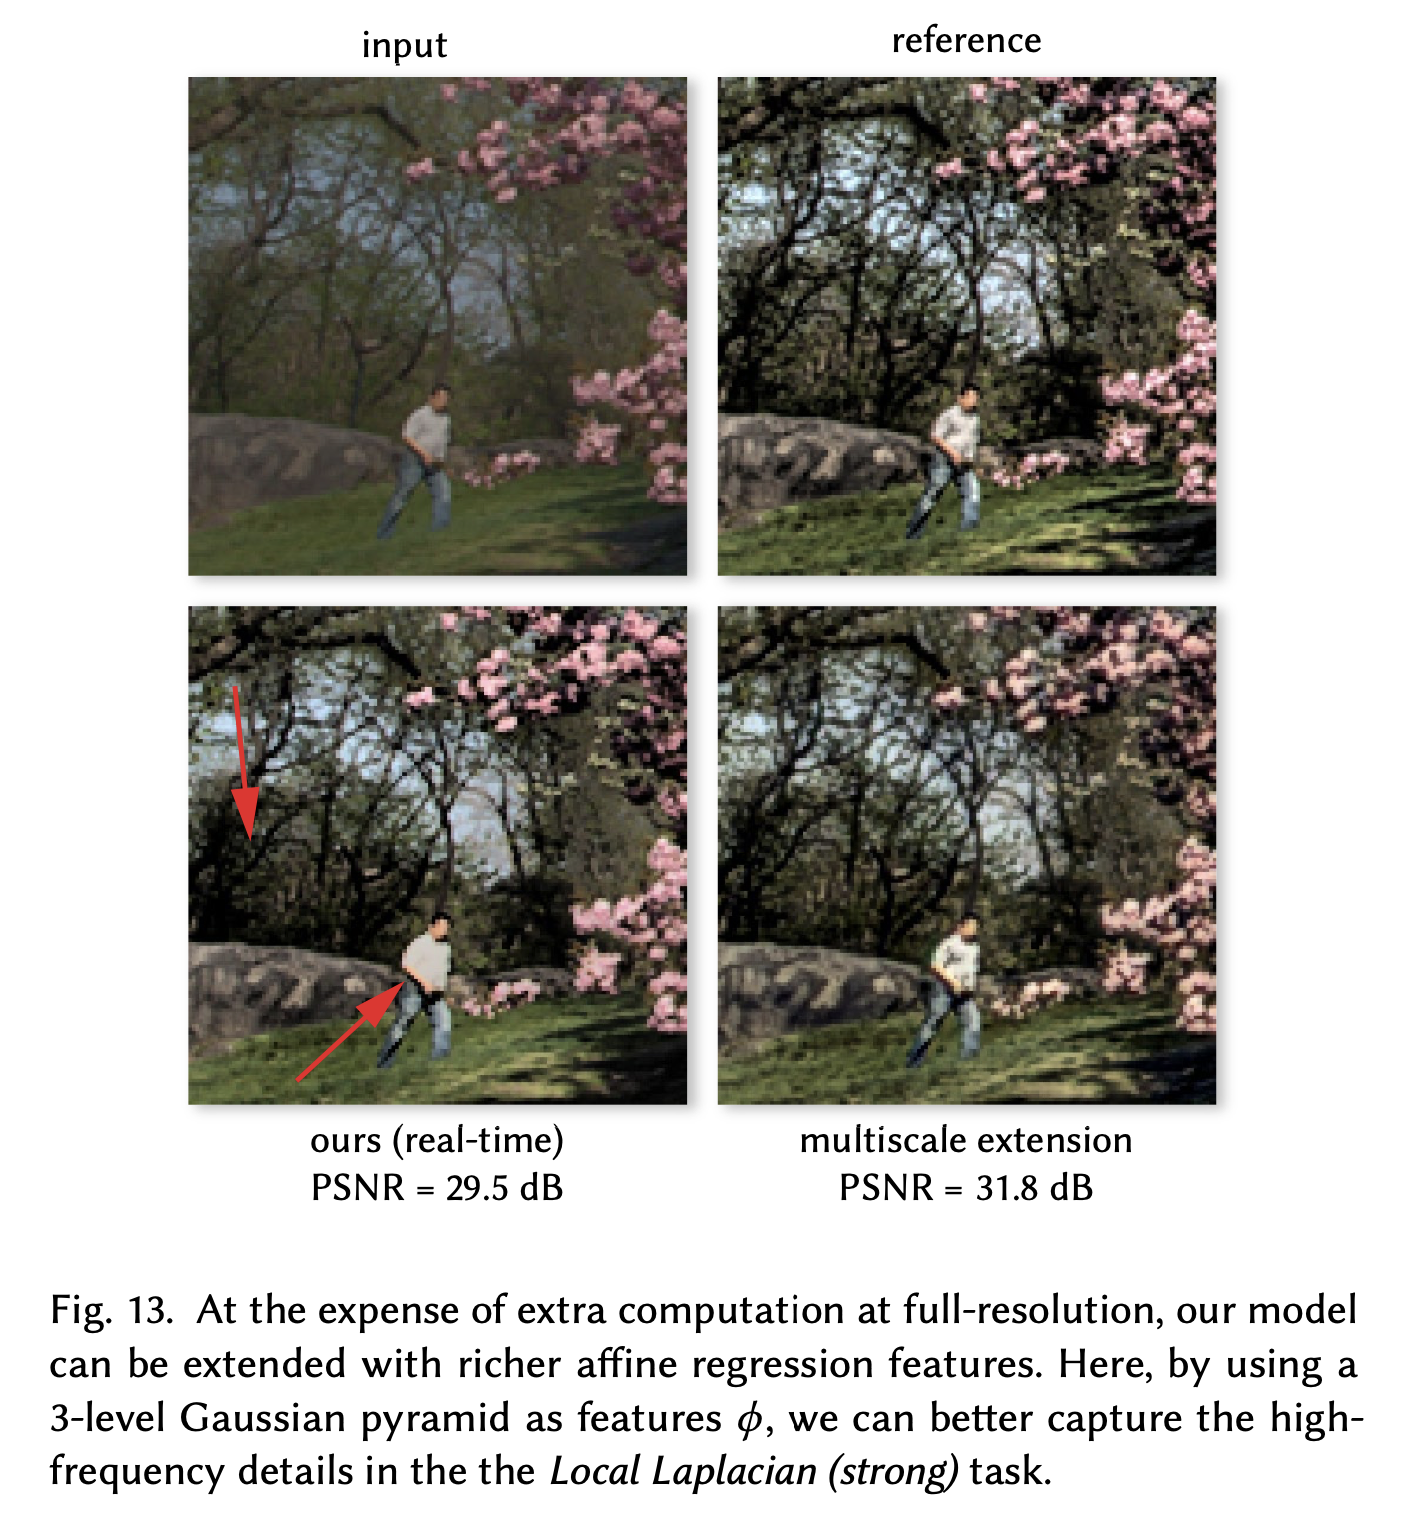 input
reference
ours (real-time)
PSNR = 29.5 dB
multiscale extension
PSNR = 31.8 dB
Fig. 13. At the expense of extra computation at full-resolution, our model
can be extended with richer affine regression features. Here, by using a
3-level Gaussian pyramid as features ϕ, we can better capture the high-
frequency details in the the Local Laplacian (strong) task.